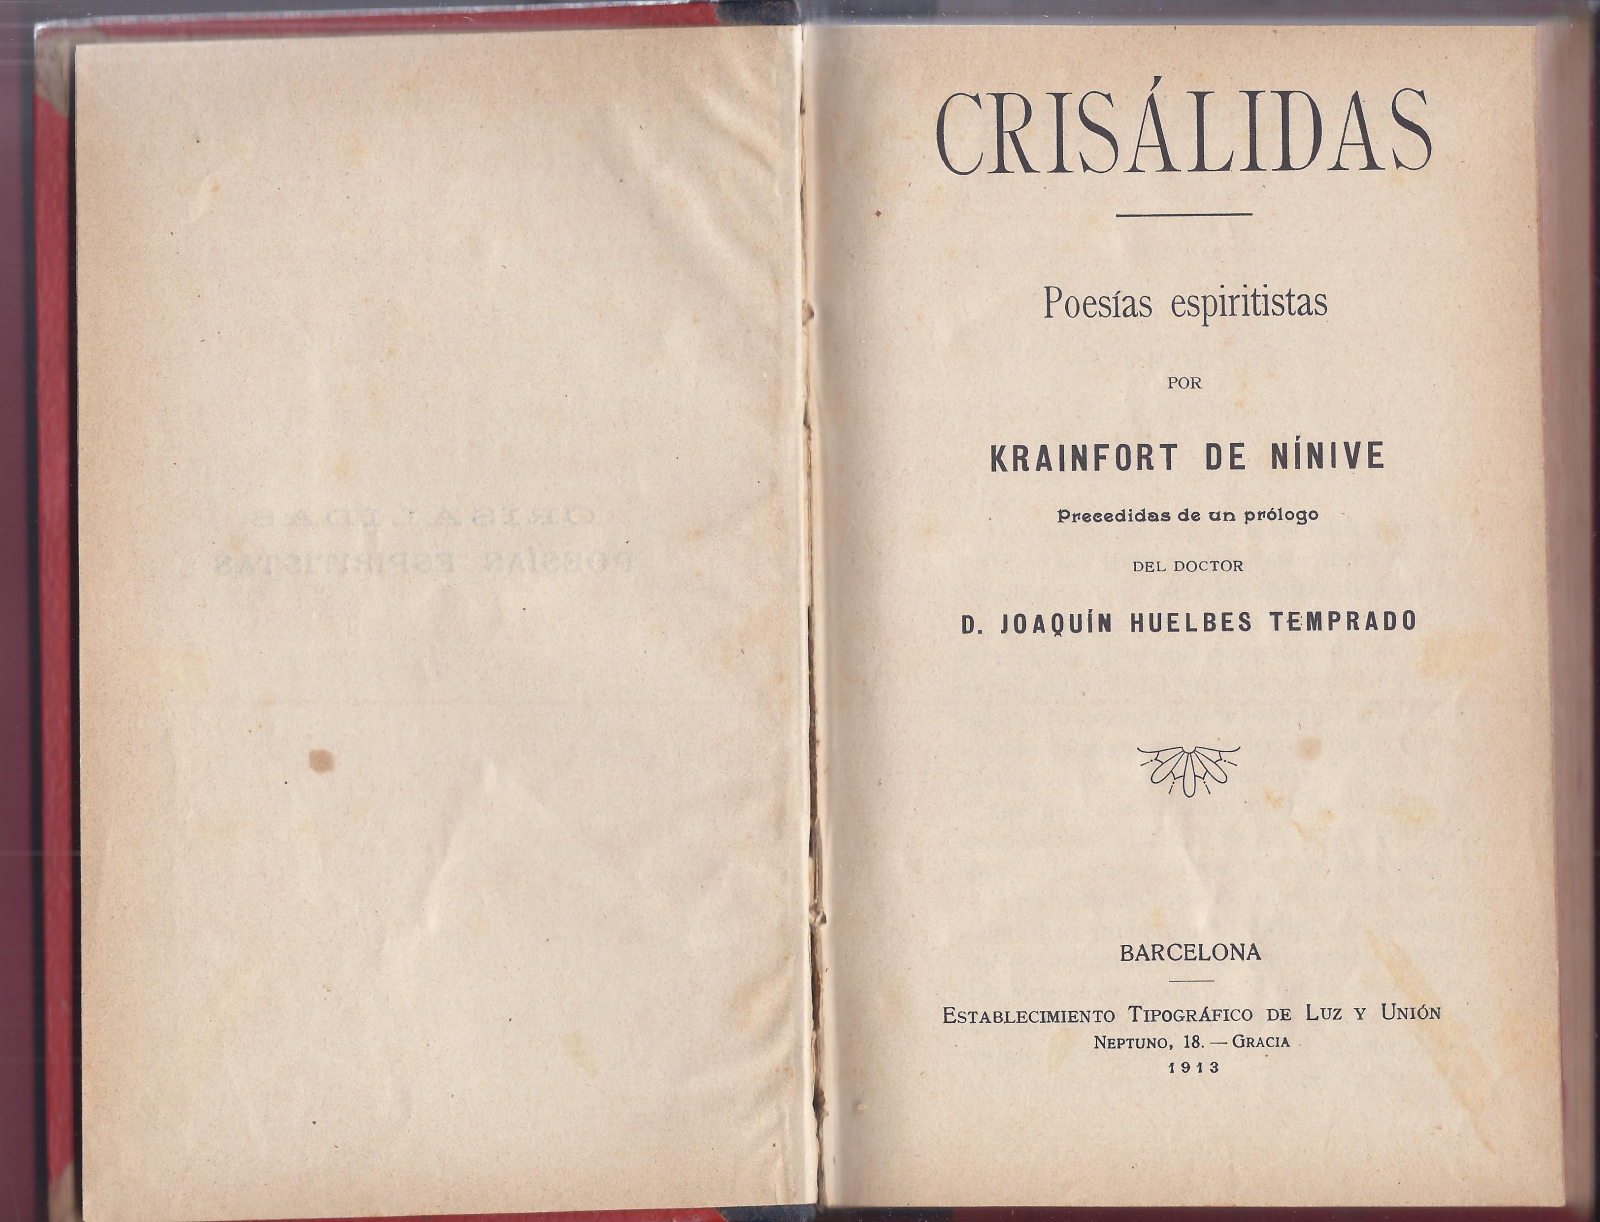 CRISÁLIDAS
Poesías espiritistas
POR
KRAINFORT DE NÍNIVE
Precedidas de un prólogo
DEL DOCTOR
D. JOAQUÍN HUELBES TEMPRADO
BARCELONA
ESTABLECIMIENTO TIPOGRÁFICO DE LUZ Y UNIÓN
NEPTUNO, 18. — GRACIA
1913